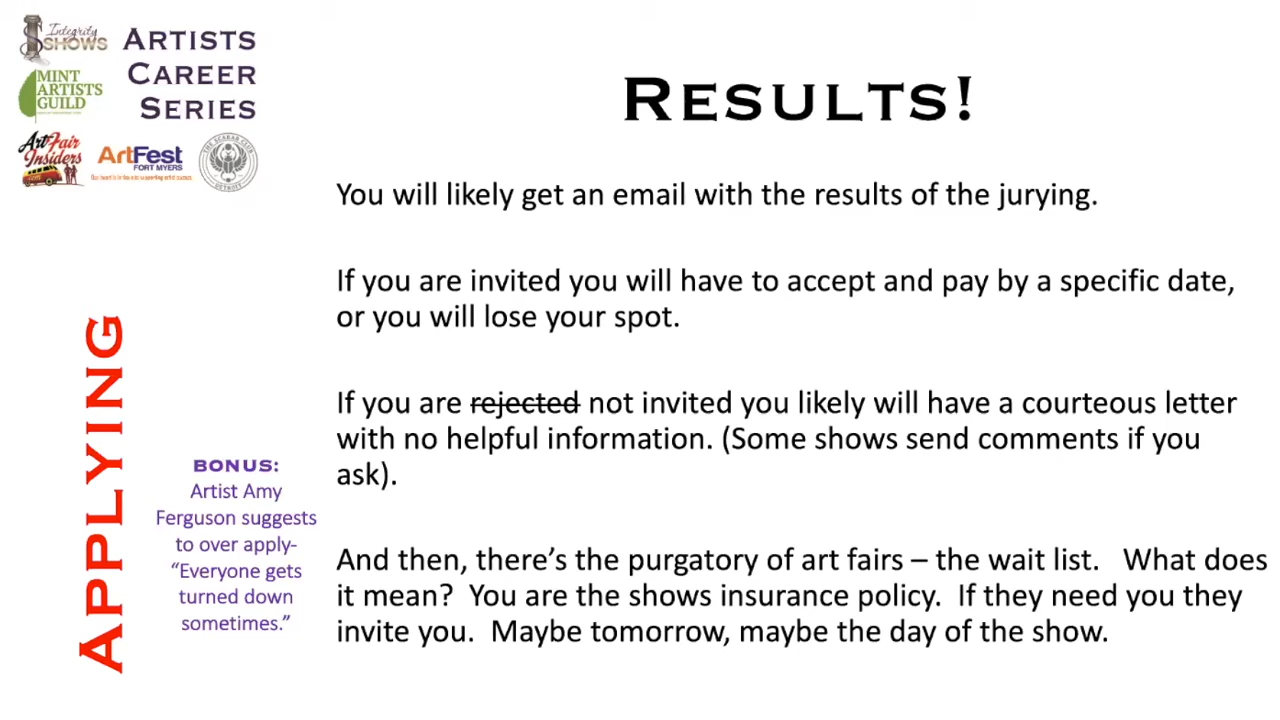 Integrity
SHOWS
ARTISTS
CAREER
SERIES
MINT
ARTISTS
GUILD
Art Fair
Insiders
ArtFest
FORT MYERS
THE SCARAB CLUB
DETROIT
RESULTS!
You will likely get an email with the results of the jurying.
If you are invited you will have to accept and pay by a specific date,
or you will lose your spot.
If you are rejected not invited you likely will have a courteous letter
with no helpful information. (Some shows send comments if you
ask).
And then, there’s the purgatory of art fairs – the wait list.   What does
it mean?  You are the shows insurance policy.  If they need you they
invite you.  Maybe tomorrow, maybe the day of the show.
APPLYING
BONUS:
Artist Amy
Ferguson suggests
to over apply-
“Everyone gets
turned down
sometimes.”